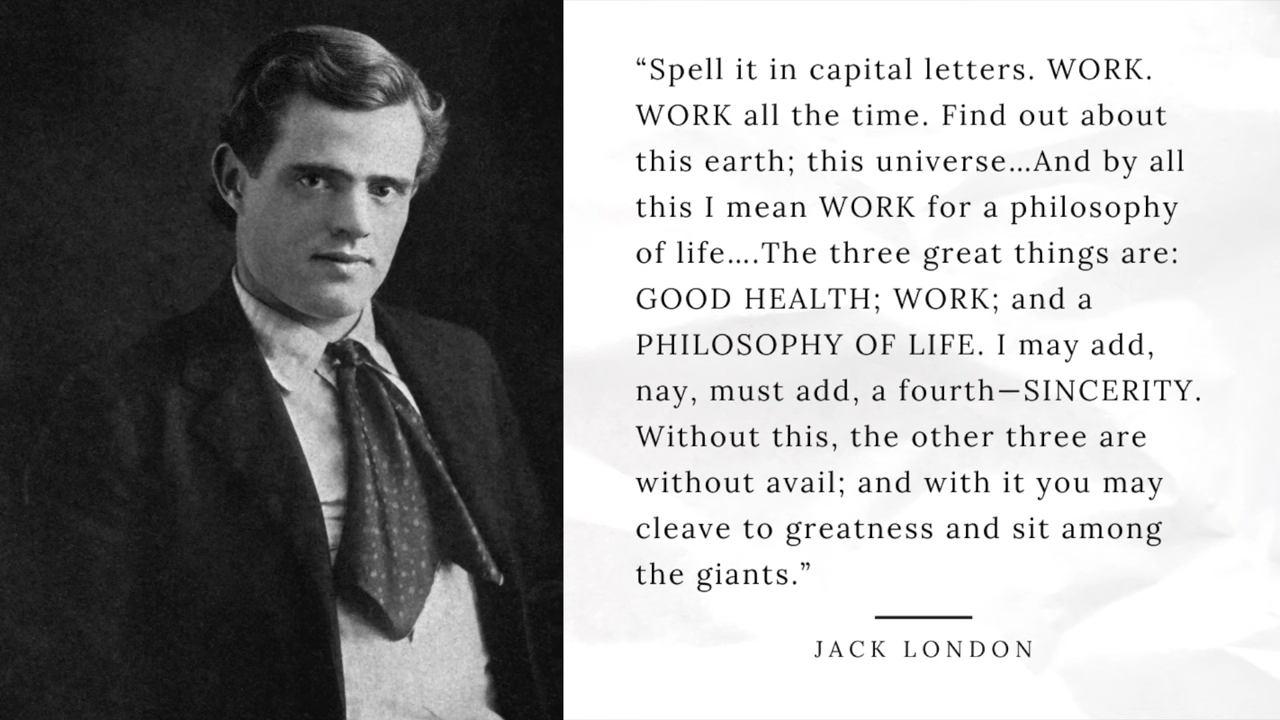 “Spell it in capital letters. WORK.
WORK all the time. Find out about
this earth; this universe…And by all
this I mean WORK for a philosophy
of life….The three great things are:
GOOD HEALTH; WORK; and a
PHILOSOPHY OF LIFE. I may add,
nay, must add, a fourth—SINCERITY.
Without this, the other three are
without avail; and with it you may
cleave to greatness and sit among
the giants.”
JACK LONDON